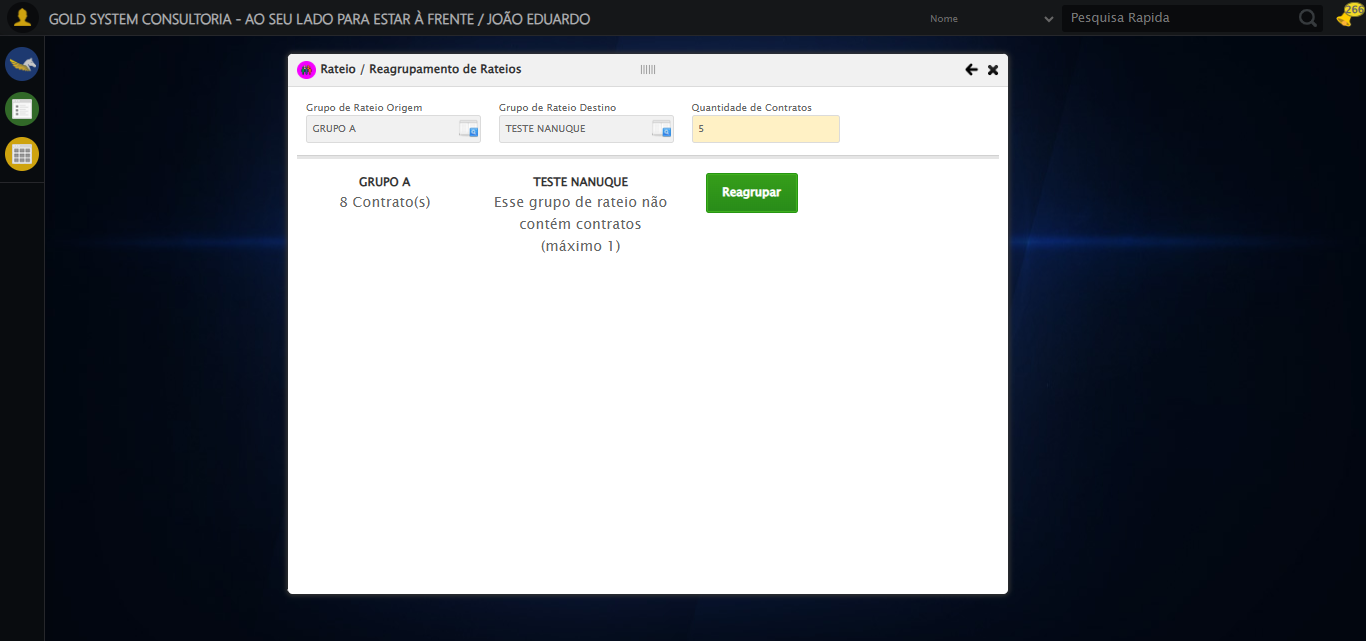 GOLD SYSTEM CONSULTORIA - AO SEU LADO PARA ESTAR À FRENTE / JOÃO EDUARDO
Nome
Pesquisa Rapida
266
Rateio / Reagrupamento de Rateios
Grupo de Rateio Origem
Grupo de Rateio Destino
Quantidade de Contratos
GRUPO A
TESTE NANUQUE
5
GRUPO A
8 Contrato(s)
TESTE NANUQUE
Esse grupo de rateio não
contém contratos
(máximo 1)
Reagrupar